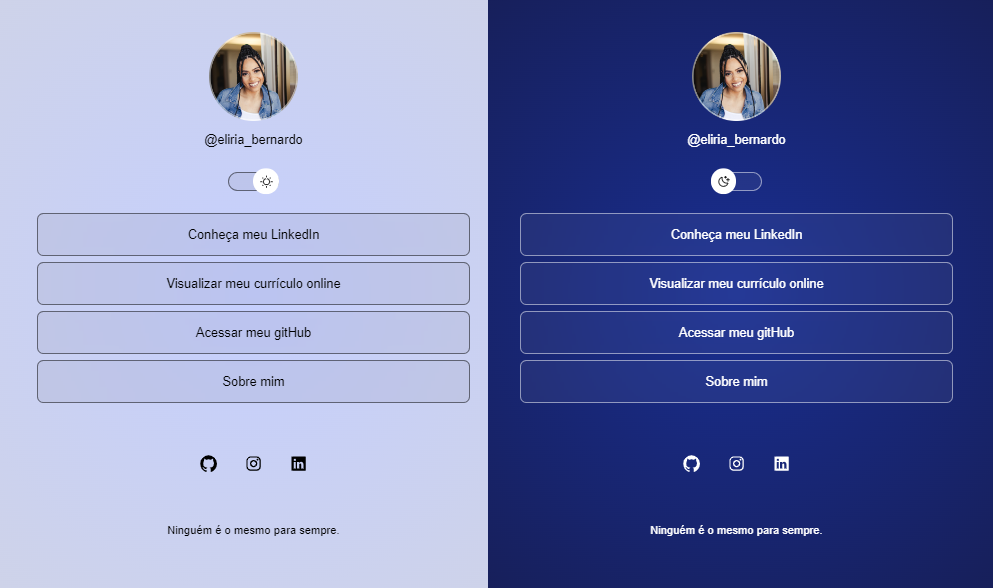 @eliria_bernardo
Conheça meu LinkedIn
Visualizar meu currículo online
Acessar meu gitHub
Sobre mim
Ninguém é o mesmo para sempre.
@eliria_bernardo
Conheça meu LinkedIn
Visualizar meu currículo online
Acessar meu gitHub
Sobre mim
Ninguém é o mesmo para sempre.